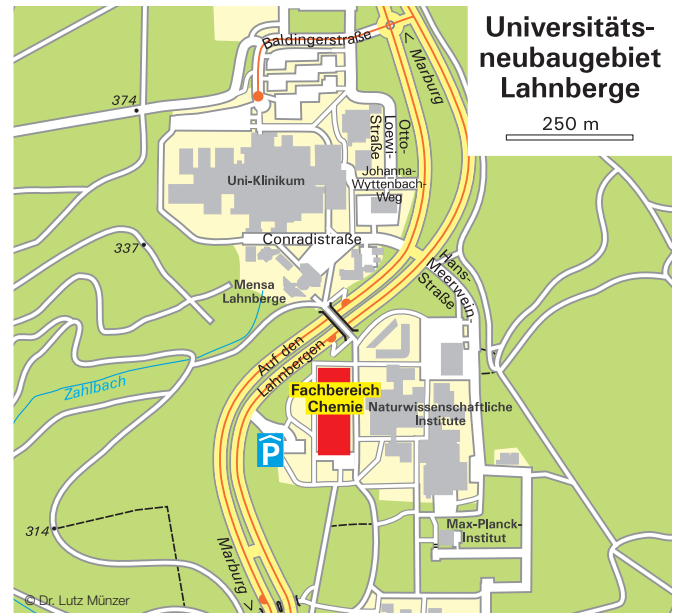 Universitäts-
neubaugebiet
Lahnberge
250 m
Baldingerstraße
< Marburg
374
Otto-
Loewi-
Straße
Johanna-
Wyttenbach-
Weg
Uni-Klinikum
Conradistraße
337
Mensa
Lahnberge
Hans-
Meerwein-
Straße
Auf den
Lahnbergen
Zahlbach
Fachbereich
Chemie
Naturwissenschaftliche
Institute
P
Max-Planck-
Institut
314
Marburg >
© Dr. Lutz Münzer